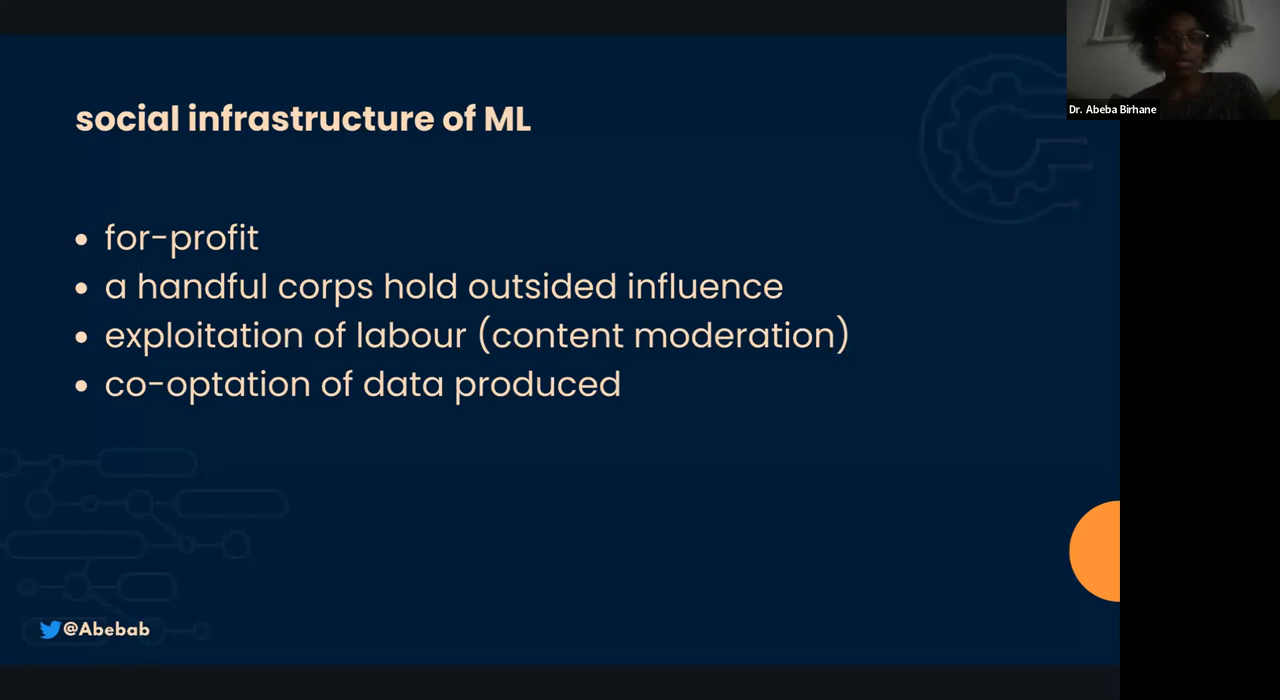 social infrastructure of ML
• for-profit
• a handful corps hold outsided influence
• exploitation of labour (content moderation)
• co-optation of data produced
@Abebab
Dr. Abeba Birhane